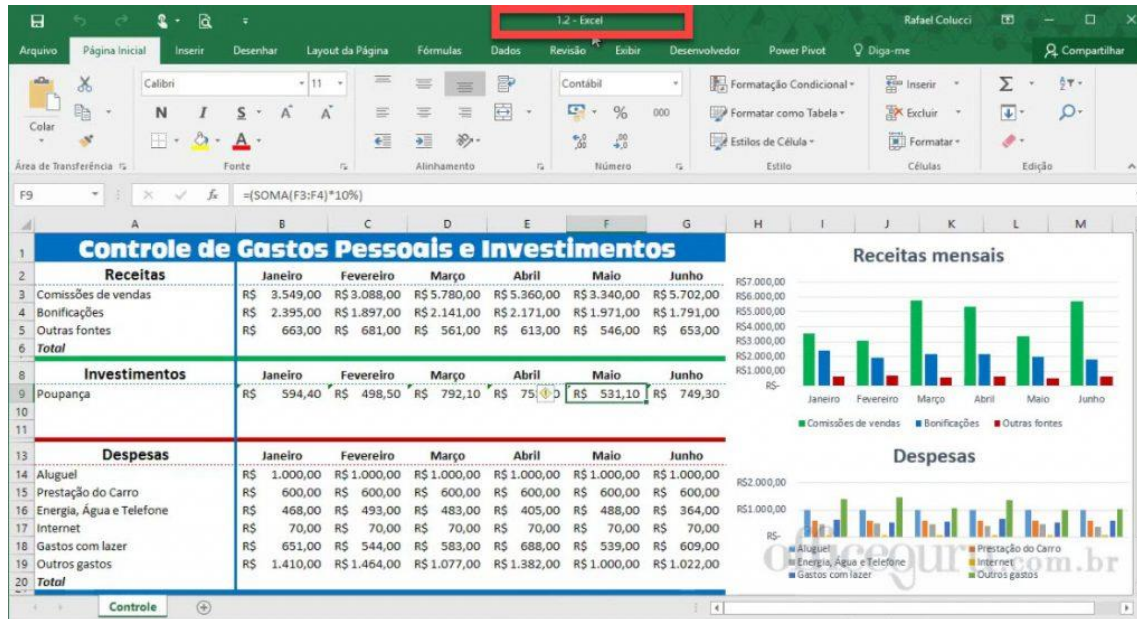 1.2 - Excel
Rafael Colucci
Arquivo Página Inicial Inserir Desenhar Layout da Página Fórmulas Dados Revisão Exibir Desenvolvedor Power Pivot Diga-me Compartilhar
Colar
Calibri 11
Contábil
N I S A A A
% 000
Formatação Condicional
Formatar como Tabela
Estilos de Célula
Inserir
Excluir
Formatar
Área de Transferência Fonte Alinhamento Número Estilo Células Edição
F9 fx =(SOMA(F3:F4)*10%)
A B C D E F G H I J K L M
1 Controle de Gastos Pessoais e Investimentos
2 Receitas Janeiro Fevereiro Março Abril Maio Junho
3 Comissões de vendas R$ 3.549,00 R$3.088,00 R$5.780,00 R$5.360,00 R$3.340,00 R$5.702,00
4 Bonificações R$ 2.395,00 R$1.897,00 R$2.141,00 R$2.171,00 R$1.971,00 R$1.791,00
5 Outras fontes R$ 663,00 R$ 681,00 R$ 561,00 R$ 613,00 R$ 546,00 R$ 653,00
6 Total
8 Investimentos Janeiro Fevereiro Março Abril Maio Junho
9 Poupança R$ 594,40 R$ 498,50 R$ 792,10 R$ R$ 531,10 R$ 749,30
10
11
13 Despesas Janeiro Fevereiro Março Abril Maio Junho
14 Aluguel R$ 1.000,00 R$1.000,00 R$1.000,00 R$1.000,00 R$1.000,00 R$1.000,00
15 Prestação do Carro R$ 600,00 R$ 600,00 R$ 600,00 R$ 600,00 R$ 600,00 R$ 600,00
16 Energia, Água e Telefone R$ 468,00 R$ 493,00 R$ 483,00 R$ 405,00 R$ 488,00 R$ 364,00
17 Internet R$ 70,00 R$ 70,00 R$ 70,00 R$ 70,00 R$ 70,00 R$ 70,00
18 Gastos com lazer R$ 651,00 R$ 544,00 R$ 583,00 R$ 688,00 R$ 539,00 R$ 609,00
19 Outros gastos R$ 1.410,00 R$1.464,00 R$1.077,00 R$1.382,00 R$1.000,00 R$1.022,00
20 Total
Receitas mensais
R$7.000,00
R$6.000,00
R$5.000,00
R$4.000,00
R$3.000,00
R$2.000,00
R$1.000,00
R$-
Janeiro Fevereiro Março Abril Maio Junho
Comissões de vendas Bonificações Outras fontes
Despesas
R$2.000,00
R$1.000,00
R$-
Aluguel Prestação do Carro
Energia, Água e Telefone Internet
Gastos com lazer Outros gastos
officeguru.com.br
Controle